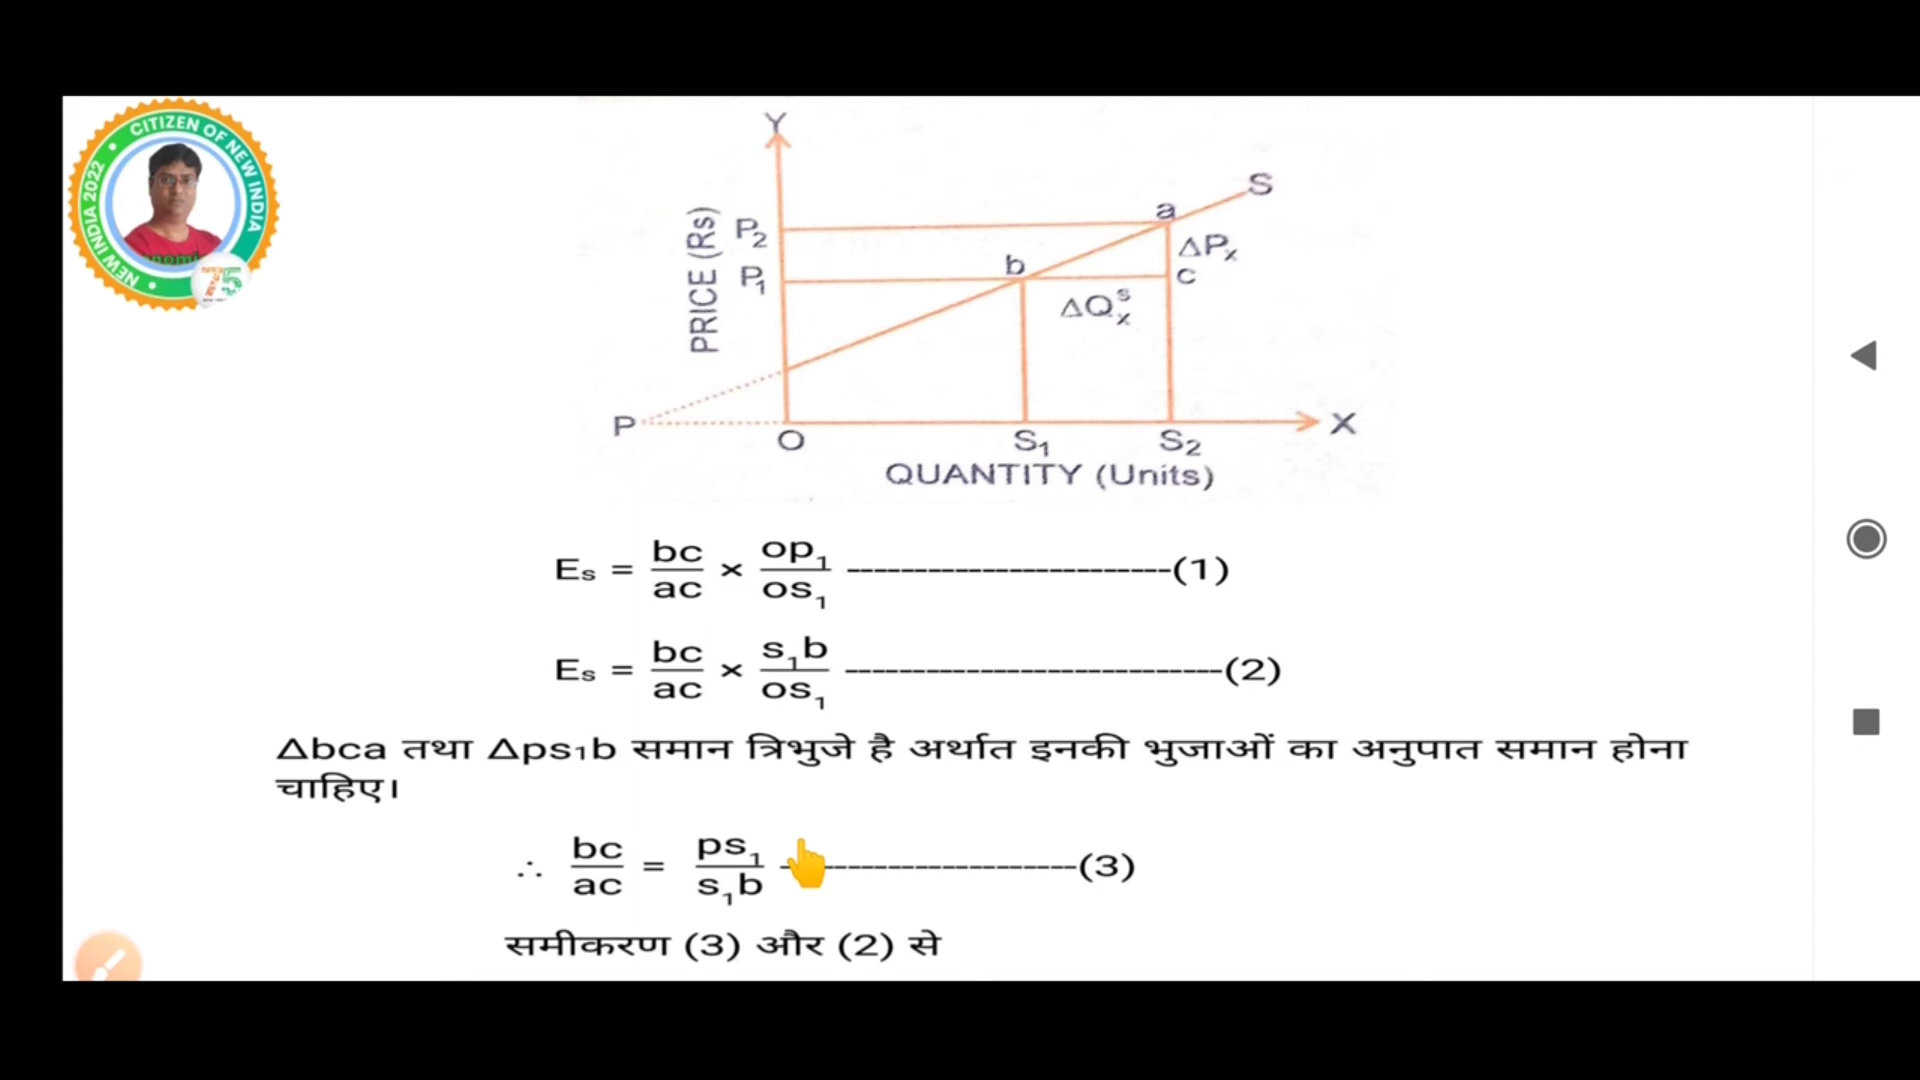 CITIZEN OF NEW INDIA
NEW INDIA 2022
75
Y
S
a
P₂
ΔPₓ
PRICE (Rs)
b
P₁
c
ΔQₓˢ
P
O
S₁
S₂
X
QUANTITY (Units)
Eₛ = bc/ac × op₁/os₁ ------------------------(1)
Eₛ = bc/ac × s₁b/os₁ ----------------------------(2)
Δbca तथा Δps₁b समान त्रिभुजे है अर्थात इनकी भुजाओं का अनुपात समान होना
चाहिए।
∴ bc/ac = ps₁/s₁b ----------------------(3)
समीकरण (3) और (2) से